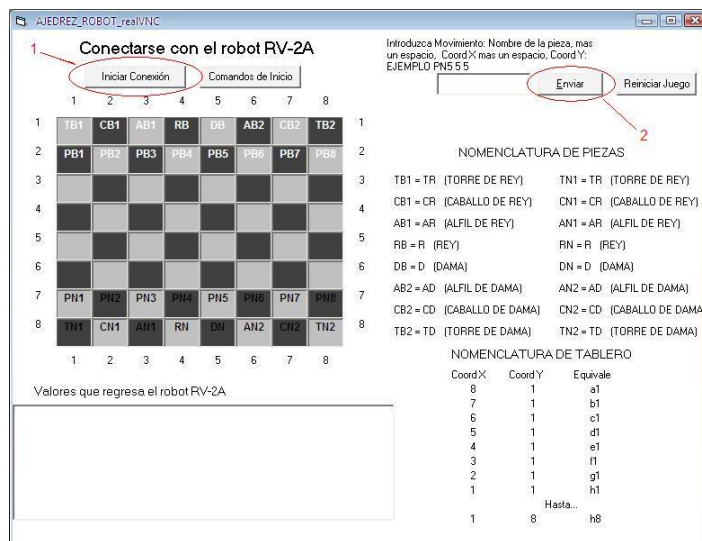 AJEDREZ_ROBOT_realVNC
1
Conectarse con el robot RV-2A
Iniciar Conexión
Comandos de Inicio
Introduzca Movimiento: Nombre de la pieza, mas
un espacio, Coord X mas un espacio, Coord Y:
EJEMPLO PN5 5 5
Enviar
Reiniciar Juego
2
1 2 3 4 5 6 7 8
1 TB1 CB1 AB1 RB DB AB2 CB2 TB2 1
2 PB1 PB2 PB3 PB4 PB5 PB6 PB7 PB8 2
3 3
4 4
5 5
6 6
7 PN1 PN2 PN3 PN4 PN5 PN6 PN7 PN8 7
8 TN1 CN1 AN1 RN DN AN2 CN2 TN2 8
1 2 3 4 5 6 7 8
NOMENCLATURA DE PIEZAS
TB1 = TR (TORRE DE REY) TN1 = TR (TORRE DE REY)
CB1 = CR (CABALLO DE REY) CN1 = CR (CABALLO DE REY)
AB1 = AR (ALFIL DE REY) AN1 = AR (ALFIL DE REY)
RB = R (REY) RN = R (REY)
DB = D (DAMA) DN = D (DAMA)
AB2 = AD (ALFIL DE DAMA) AN2 = AD (ALFIL DE DAMA)
CB2 = CD (CABALLO DE DAMA) CN2 = CD (CABALLO DE DAMA
TB2 = TD (TORRE DE DAMA) TN2 = TD (TORRE DE DAMA)
NOMENCLATURA DE TABLERO
Coord X Coord Y Equivale
8 1 a1
7 1 b1
6 1 c1
5 1 d1
4 1 e1
3 1 f1
2 1 g1
1 1 h1
Hasta...
1 8 h8
Valores que regresa el robot RV-2A